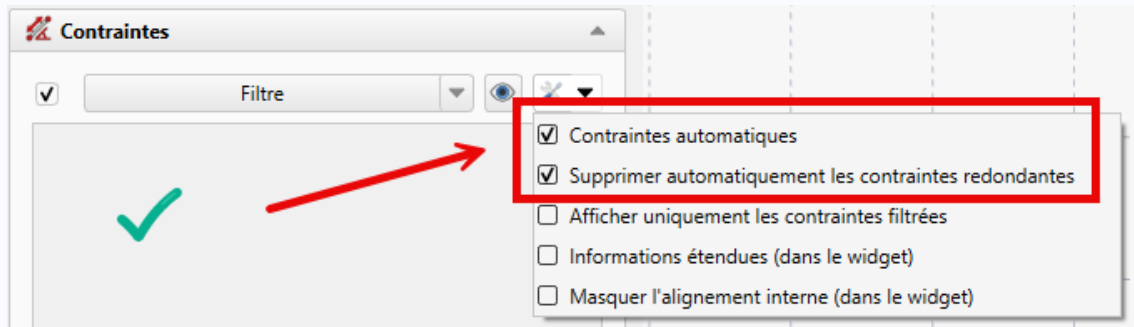 Contraintes
Filtre
Contraintes automatiques
Supprimer automatiquement les contraintes redondantes
Afficher uniquement les contraintes filtrées
Informations étendues (dans le widget)
Masquer l'alignement interne (dans le widget)